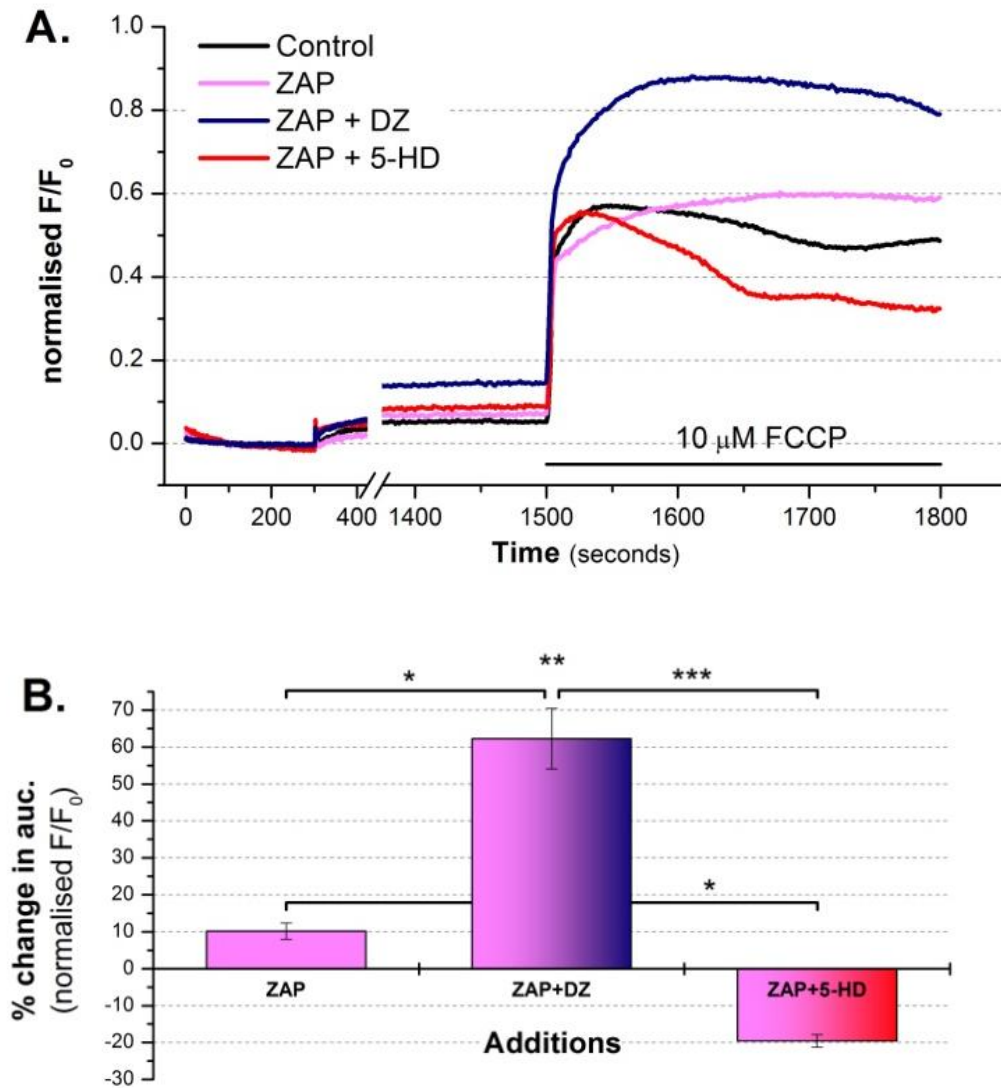 A.
Control
ZAP
ZAP + DZ
ZAP + 5-HD
normalised F/F₀
1.0
0.8
0.6
0.4
0.2
0.0
10 μM FCCP
0 200 400 1400 1500 1600 1700 1800
Time (seconds)
B.
* ** ***
*
% change in auc.
(normalised F/F₀)
70
60
50
40
30
20
10
0
-10
-20
-30
ZAP ZAP+DZ ZAP+5-HD
Additions